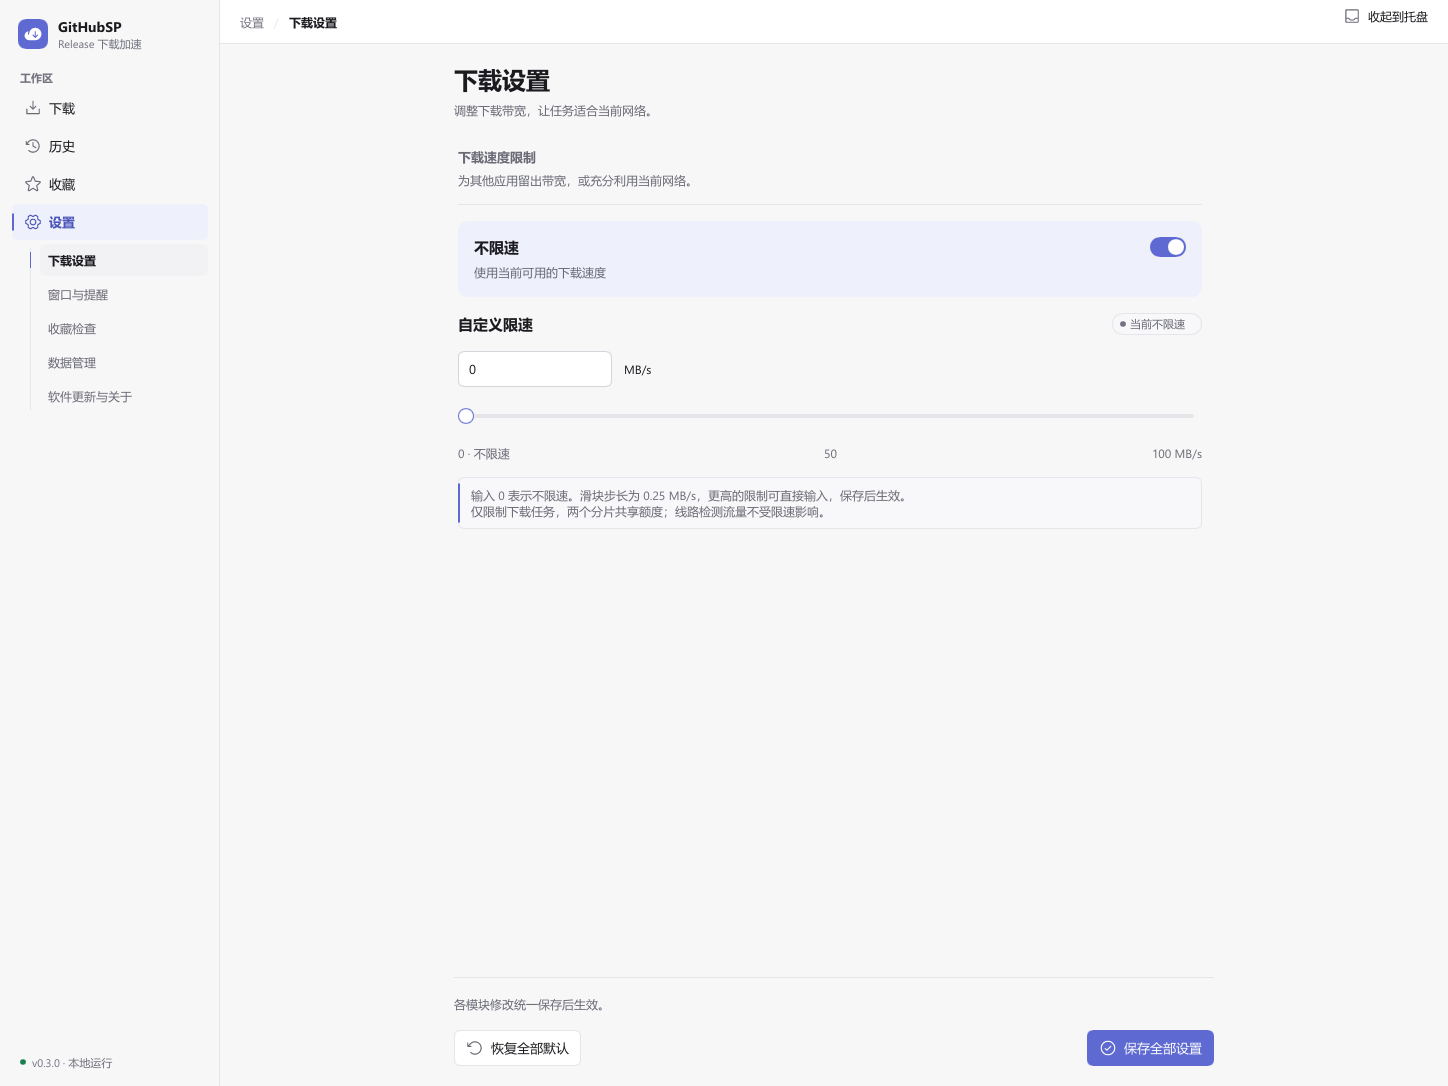 GitHubSP
Release 下载加速
工作区
下载
历史
收藏
设置
下载设置
窗口与提醒
收藏检查
数据管理
软件更新与关于
v0.3.0 · 本地运行
设置 / 下载设置
收起到托盘
下载设置
调整下载带宽，让任务适合当前网络。
下载速度限制
为其他应用留出带宽，或充分利用当前网络。
不限速
使用当前可用的下载速度
自定义限速
当前不限速
0 MB/s
0 · 不限速 50 100 MB/s
输入 0 表示不限速。滑块步长为 0.25 MB/s，更高的限制可直接输入，保存后生效。
仅限制下载任务，两个分片共享额度；线路检测流量不受限速影响。
各模块修改统一保存后生效。
恢复全部默认
保存全部设置